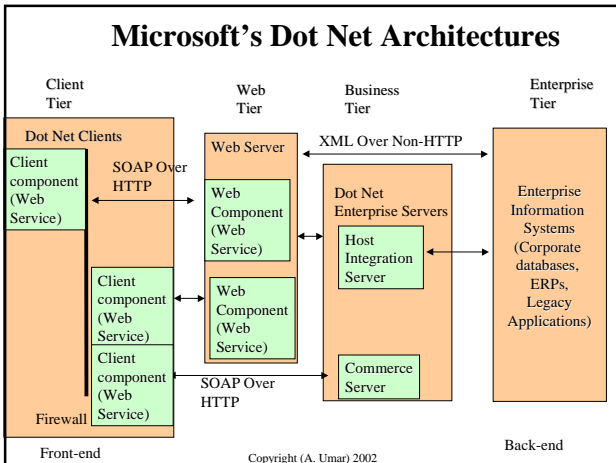 Microsoft's Dot Net Architectures
Client
Tier
Web
Tier
Business
Tier
Enterprise
Tier
Dot Net Clients
Client
component
(Web
Service)
SOAP Over
HTTP
Client
component
(Web
Service)
Client
component
(Web
Service)
Firewall
Web Server
Web
Component
(Web
Service)
Web
Component
(Web
Service)
SOAP Over
HTTP
XML Over Non-HTTP
Dot Net
Enterprise Servers
Host
Integration
Server
Commerce
Server
Enterprise
Information
Systems
(Corporate
databases,
ERPs,
Legacy
Applications)
Front-end
Copyright (A. Umar) 2002
Back-end